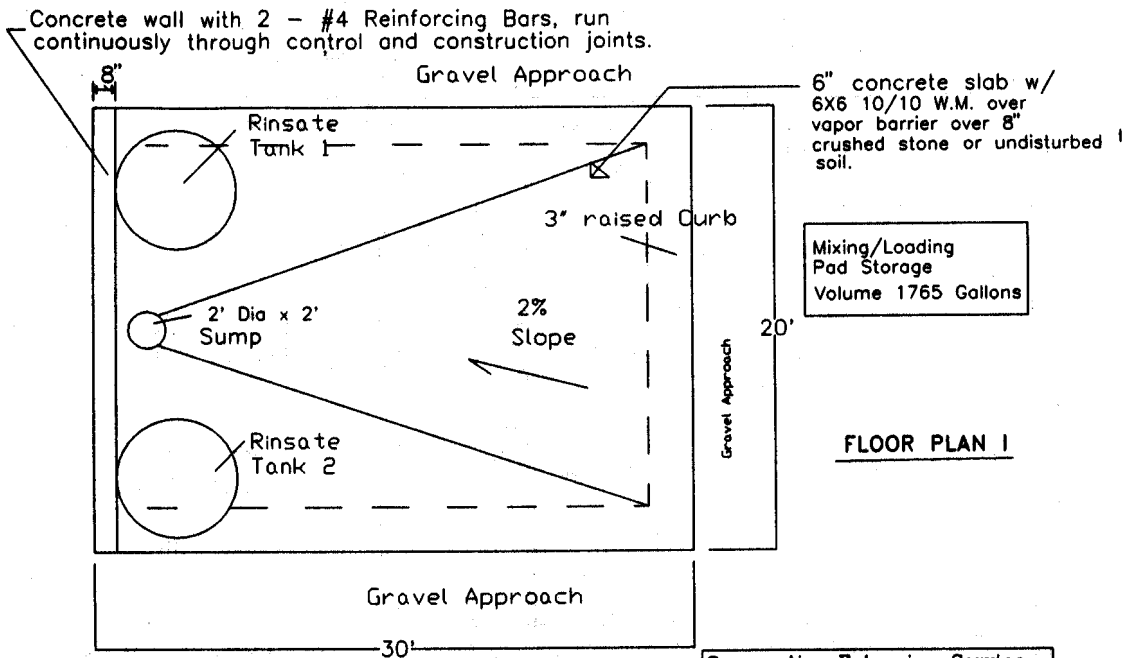 Concrete wall with 2 - #4 Reinforcing Bars, run
continuously through control and construction joints.
8"
Gravel Approach
6" concrete slab w/
6X6 10/10 W.M. over
vapor barrier over 8"
crushed stone or undisturbed
soil.
Rinsate
Tank 1
3" raised Curb
Mixing/Loading
Pad Storage
Volume 1765 Gallons
2' Dia x 2'
Sump
2%
Slope
20'
Gravel Approach
FLOOR PLAN I
Rinsate
Tank 2
Gravel Approach
30'